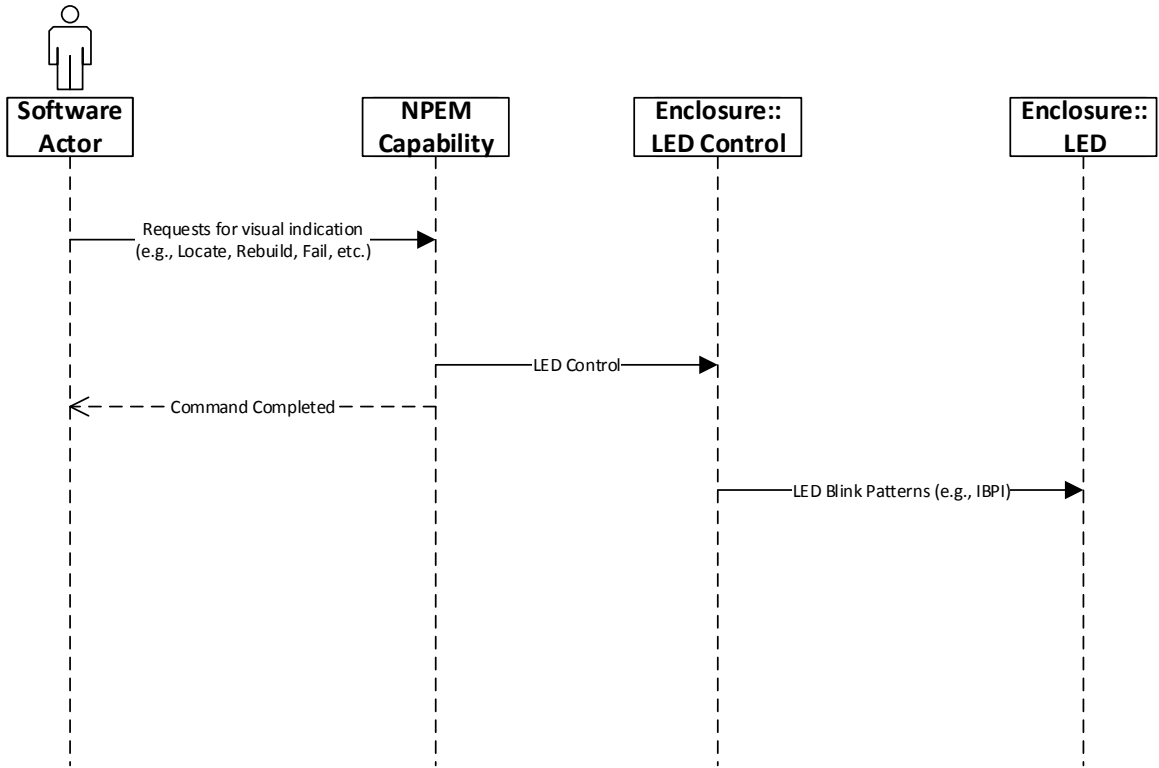 Software
Actor
NPEM
Capability
Enclosure::
LED Control
Enclosure::
LED
Requests for visual indication
(e.g., Locate, Rebuild, Fail, etc.)
LED Control
Command Completed
LED Blink Patterns (e.g., IBPI)